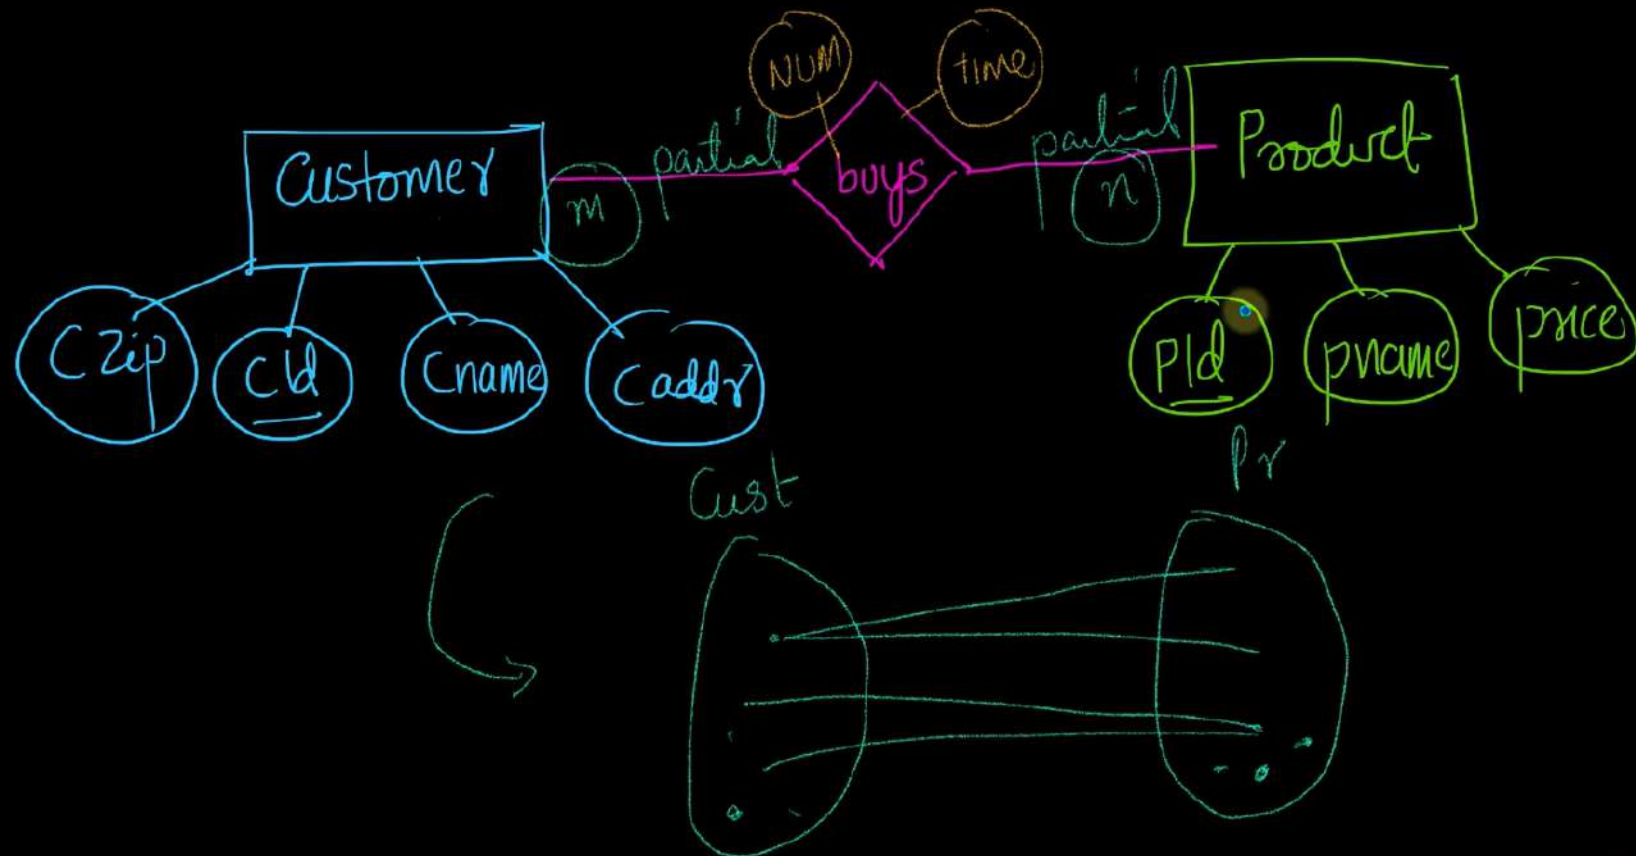 NUM
time
partial
partial
Customer
m
buys
n
Product
CZip
CId
Cname
Caddr
PId
pname
price
Cust
Pr